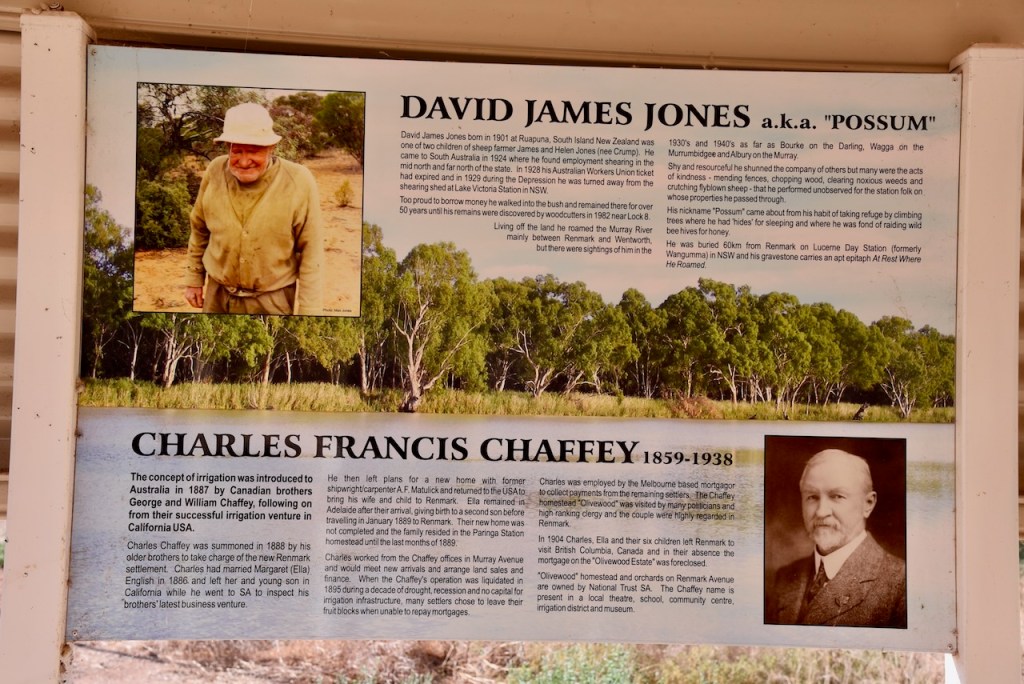 DAVID JAMES JONES a.k.a. "POSSUM"
David James Jones born in 1901 at Ruapuna, South Island New Zealand was
one of two children of sheep farmer James and Helen Jones (nee Crump). He
came to South Australia in 1924 where he found employment shearing in the
mid north and far north of the state. In 1928 his Australian Workers Union ticket
had expired and in 1929 during the Depression he was turned away from the
shearing shed at Lake Victoria Station in NSW.
Too proud to borrow money he walked into the bush and remained there for over
50 years until his remains were discovered by woodcutters in 1982 near Lock 8.
Living off the land he roamed the Murray River
mainly between Renmark and Wentworth,
but there were sightings of him in the
1930's and 1940's as far as Bourke on the Darling, Wagga on the
Murrumbidgee and Albury on the Murray.
Shy and resourceful he shunned the company of others but many were the acts
of kindness - mending fences, chopping wood, clearing noxious weeds and
crutching flyblown sheep - that he performed unobserved for the station folk on
whose properties he passed through.
His nickname "Possum" came about from his habit of taking refuge by climbing
trees where he had 'hides' for sleeping and where he was fond of raiding wild
bee hives for honey.
He was buried 60km from Renmark on Lucerne Day Station (formerly
Wangumma) in NSW and his gravestone carries an apt epitaph At Rest Where
He Roamed.
CHARLES FRANCIS CHAFFEY 1859-1938
The concept of irrigation was introduced to
Australia in 1887 by Canadian brothers
George and William Chaffey, following on
from their successful irrigation venture in
California USA.
Charles Chaffey was summoned in 1888 by his
older brothers to take charge of the new Renmark
settlement. Charles had married Margaret (Ella)
English in 1886 and left her and young son in
California while he went to SA to inspect his
brothers' latest business venture.
He then left plans for a new home with former
shipwright/carpenter A.F. Matulick and returned to the USA to
bring his wife and child to Renmark. Ella remained in
Adelaide after their arrival, giving birth to a second son before
travelling in January 1889 to Renmark. Their new home was
not completed and the family resided in the Paringa Station
homestead until the last months of 1889.
Charles worked from the Chaffey offices in Murray Avenue
and would meet new arrivals and arrange land sales and
finance. When the Chaffey's operation was liquidated in
1895 during a decade of drought, recession and no capital for
irrigation infrastructure, many settlers chose to leave their
fruit blocks when unable to repay mortgages.
Charles was employed by the Melbourne based mortgagor
to collect payments from the remaining settlers. The Chaffey
homestead "Olivewood" was visited by many politicians and
high ranking clergy and the couple were highly regarded in
Renmark.
In 1904 Charles, Ella and their six children left Renmark to
visit British Columbia, Canada and in their absence the
mortgage on the "Olivewood Estate" was foreclosed.
"Olivewood" homestead and orchards on Renmark Avenue
are owned by National Trust SA. The Chaffey name is
present in a local theatre, school, community centre,
irrigation district and museum.